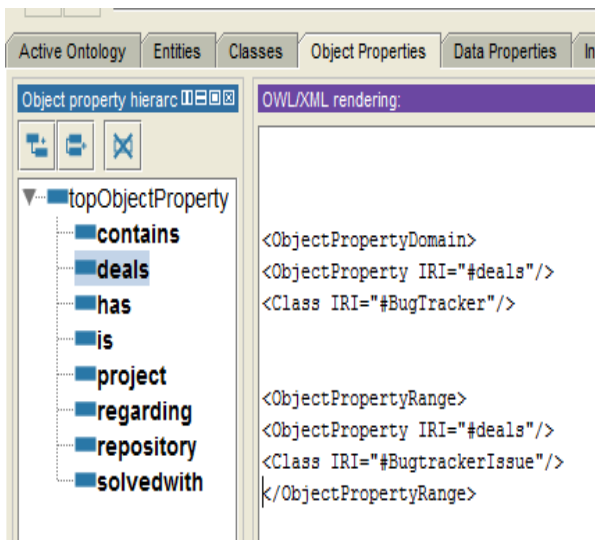 Active Ontology Entities Classes Object Properties Data Properties In
Object property hierarc
OWL/XML rendering:
topObjectProperty
contains
deals
has
is
project
regarding
repository
solvedwith
<ObjectPropertyDomain>
<ObjectProperty IRI="#deals"/>
<Class IRI="#BugTracker"/>
<ObjectPropertyRange>
<ObjectProperty IRI="#deals"/>
<Class IRI="#BugtrackerIssue"/>
</ObjectPropertyRange>